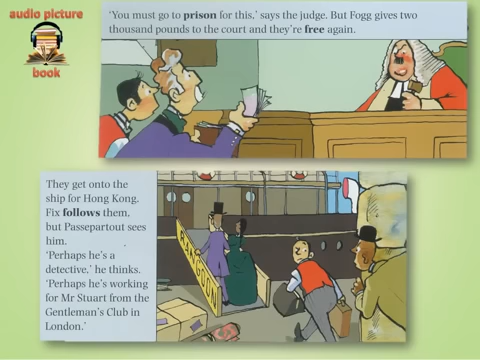 audio picture
book
'You must go to prison for this,' says the judge. But Fogg gives two
thousand pounds to the court and they're free again.
They get onto the
ship for Hong Kong.
Fix follows them,
but Passepartout sees
him.
'Perhaps he's a
detective,' he thinks.
'Perhaps he's working
for Mr Stuart from the
Gentleman's Club in
London.'
RANGOON